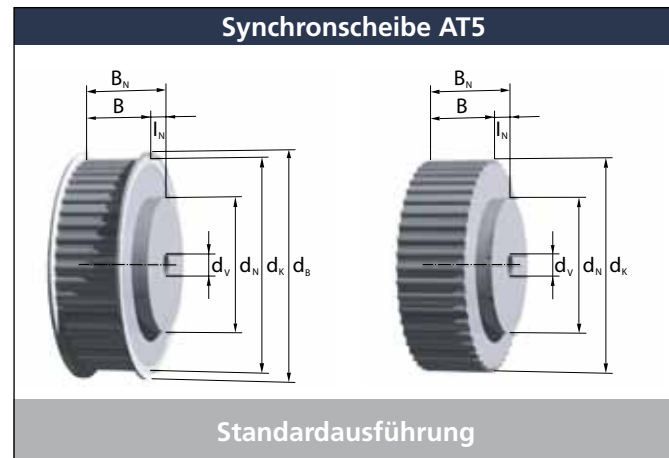 Synchronscheibe AT5
B_N B_N
B B
l_N l_N
d_V d_N d_K d_B d_V d_N d_K
Standardausführung